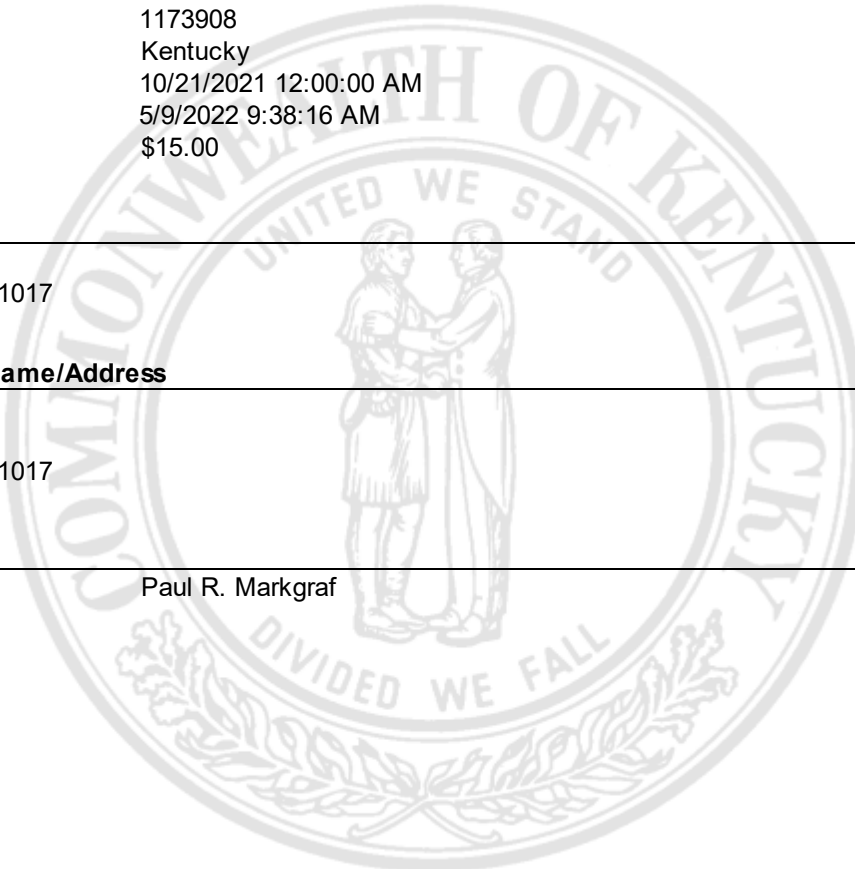 1173908
Kentucky
10/21/2021 12:00:00 AM
5/9/2022 9:38:16 AM
$15.00
COMMONWEALTH OF KENTUCKY
UNITED WE STAND
1017
ame/Address
1017
Paul R. Markgraf
DIVIDED WE FALL